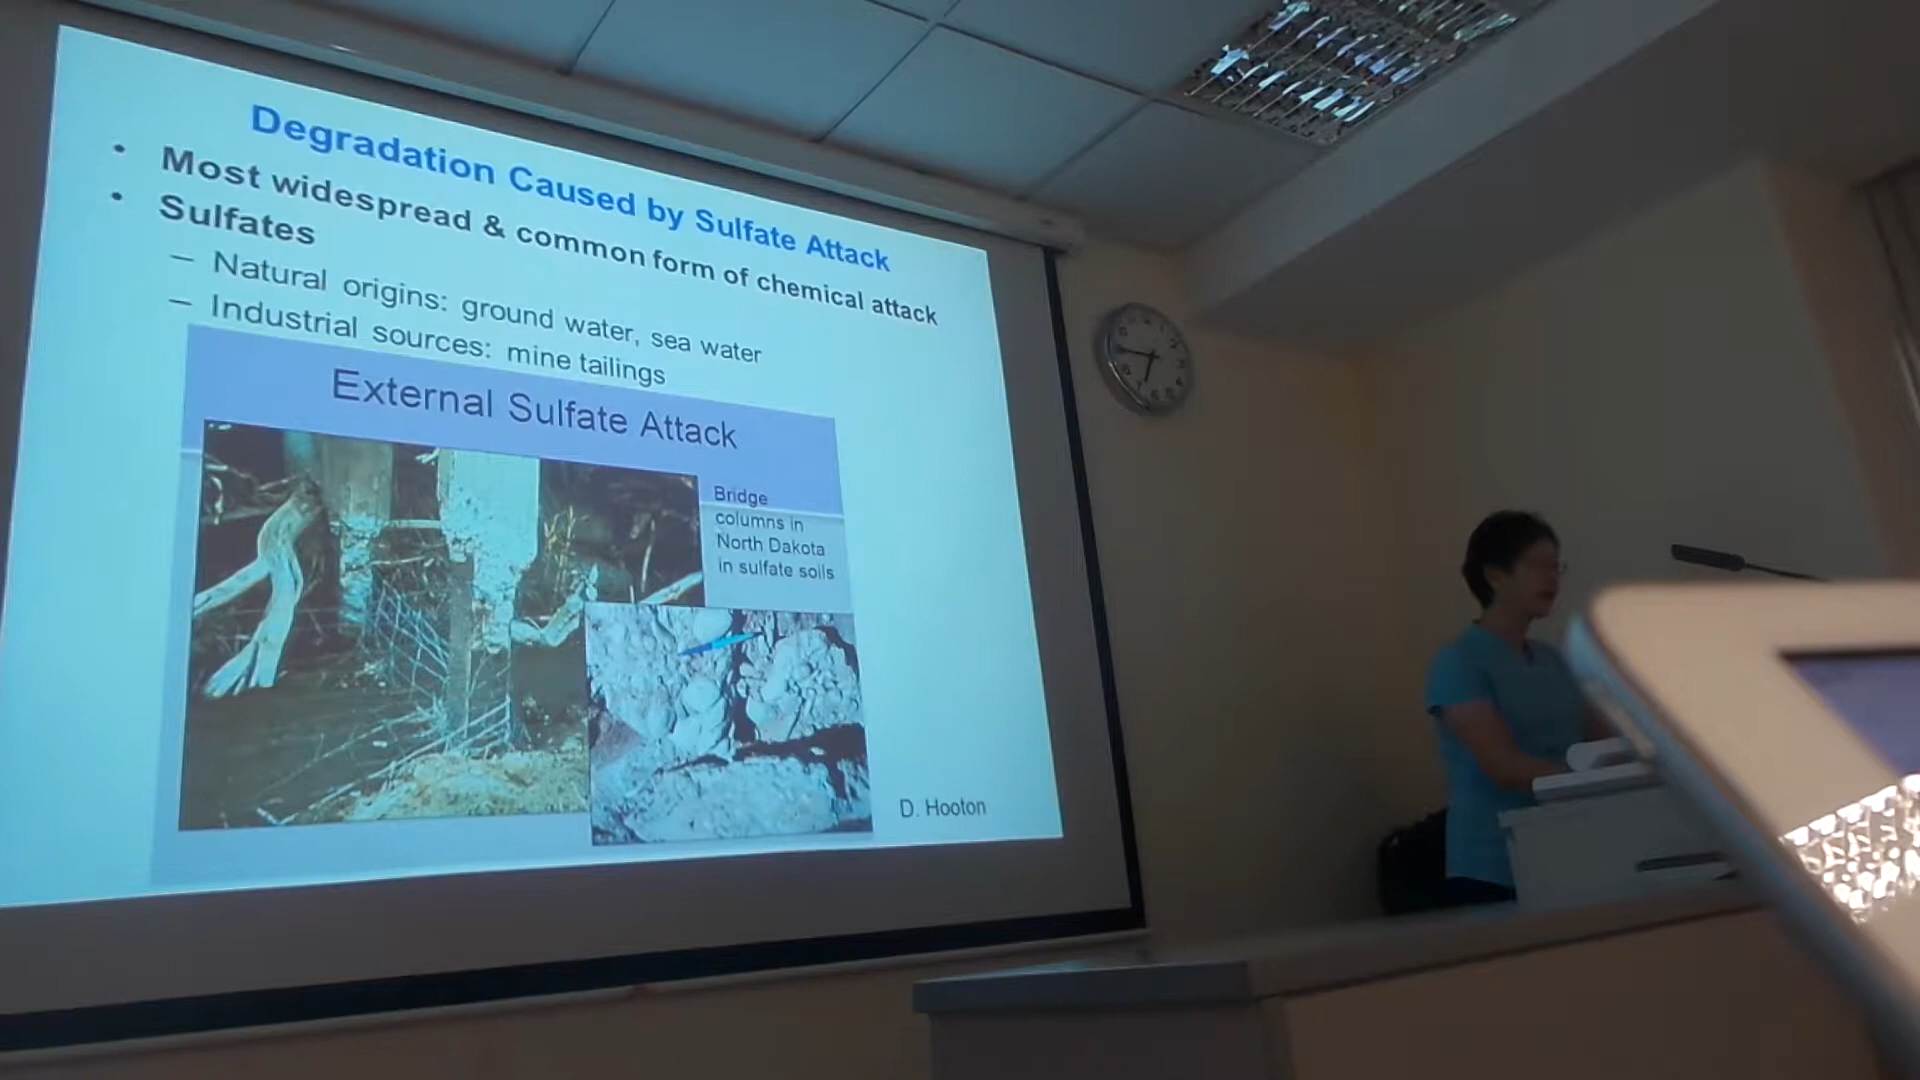 Degradation Caused by Sulfate Attack
• Most widespread & common form of chemical attack
• Sulfates
– Natural origins: ground water, sea water
– Industrial sources: mine tailings
External Sulfate Attack
Bridge
columns in
North Dakota
in sulfate soils
D. Hooton